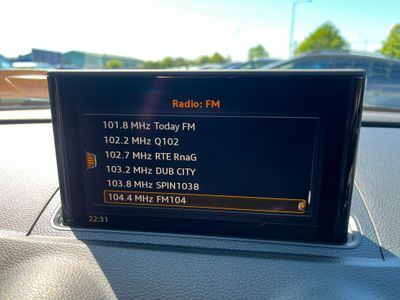 Radio: FM
101.8 MHz Today FM
102.2 MHz Q102
102.7 MHz RTE RnaG
103.2 MHz DUB CITY
103.8 MHz SPIN1038
104.4 MHz FM104
22:31